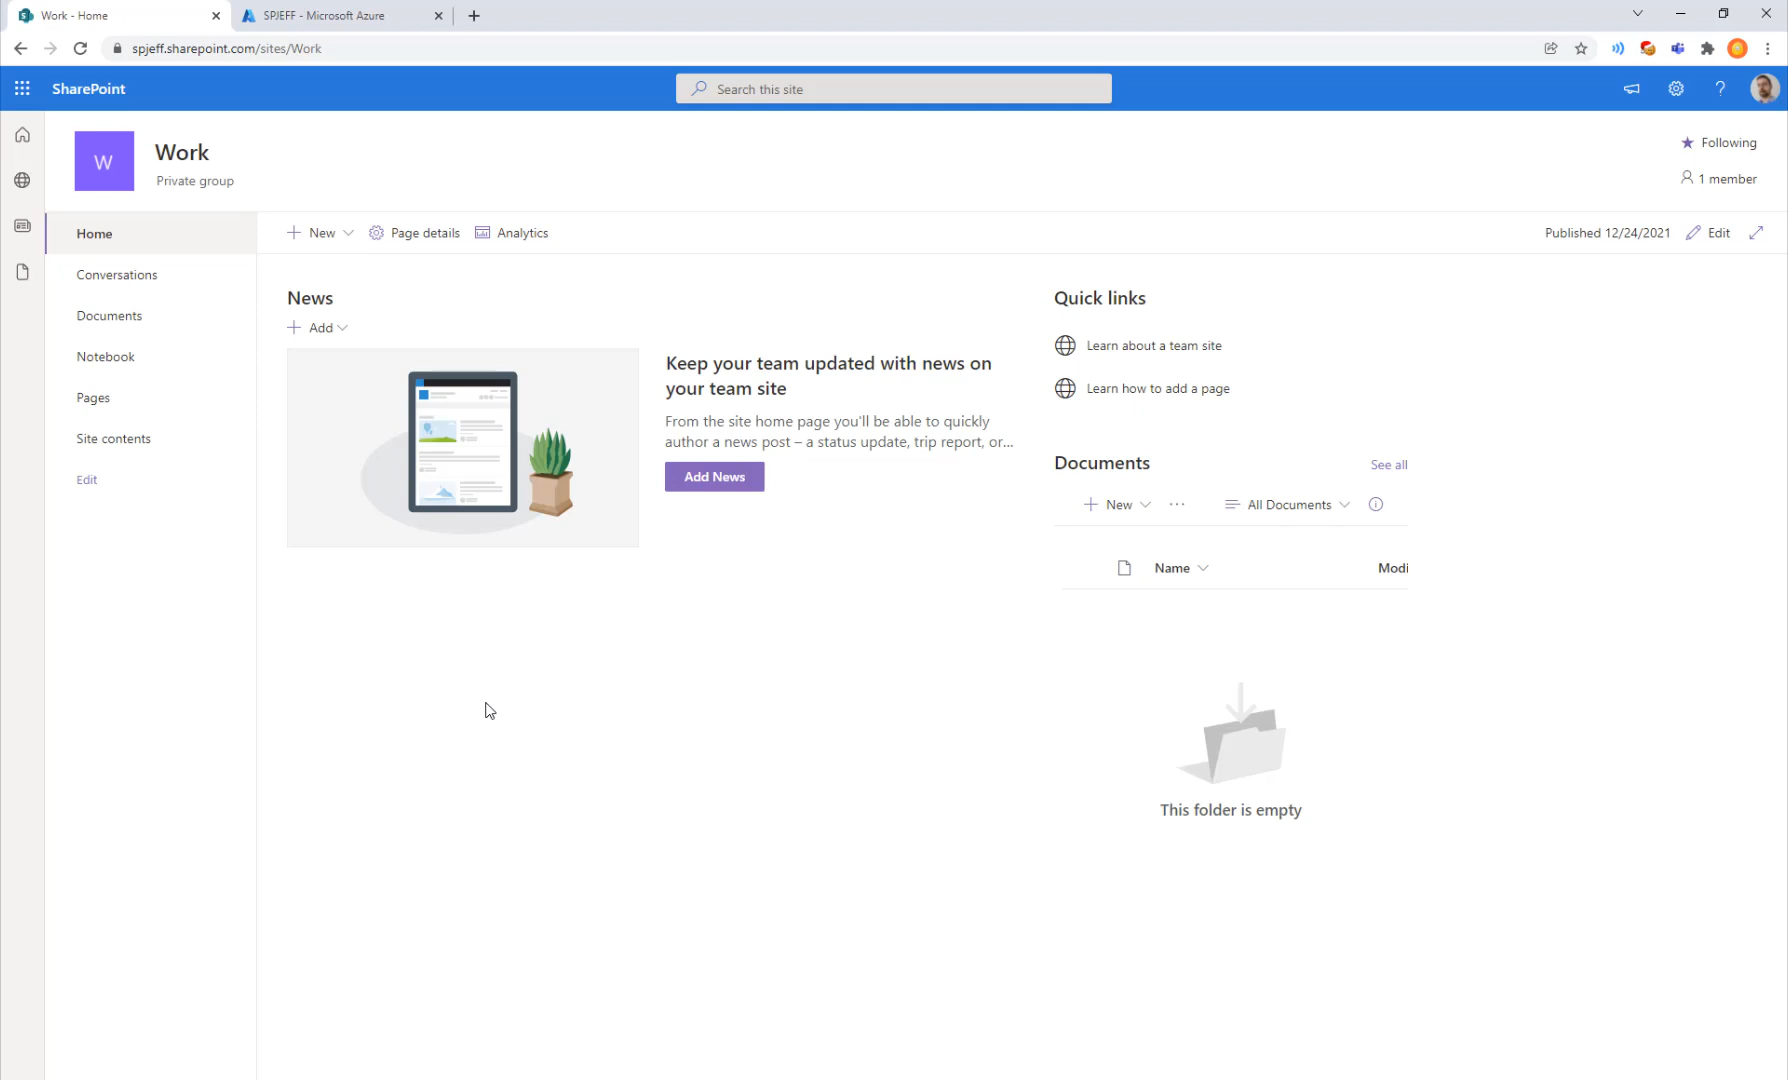 Work - Home
SPJEFF - Microsoft Azure
spjeff.sharepoint.com/sites/Work
SharePoint
Search this site
W
Work
Private group
Following
1 member
Home
Conversations
Documents
Notebook
Pages
Site contents
Edit
New
Page details
Analytics
Published 12/24/2021
Edit
News
Add
Keep your team updated with news on
your team site
From the site home page you'll be able to quickly
author a news post – a status update, trip report, or...
Add News
Quick links
Learn about a team site
Learn how to add a page
Documents
See all
New
All Documents
Name
Modi
This folder is empty